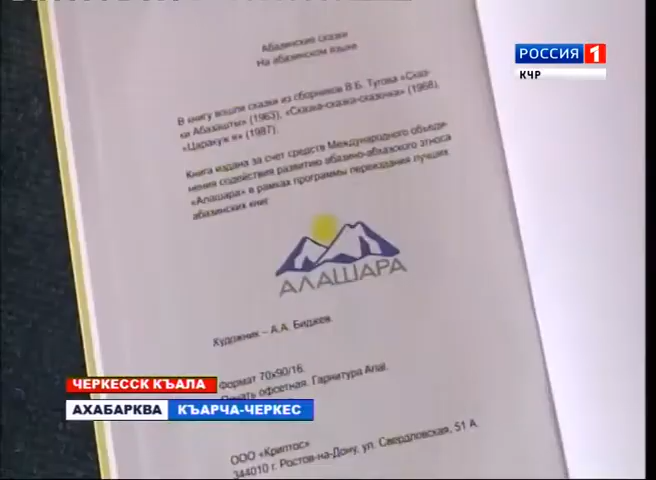 Абазинские сказки
На абазинском языке
РОССИЯ 1
КЧР
В книгу вошли сказки из сборников В.Б. Тугова «Сказ-
ки Абазашты» (1963), «Сказка-сказка-сказочка» (1968),
(1987).
Книга издана за счет средств Международного объеди-
нения содействия развитию абазино-абхазского этноса
«Алашара» в рамках программы переиздания лучших
абазинских книг
АЛАШАРА
Художник – А.А. Биджев.
формат 70х90/16.
Печать офсетная. Гарнитура Arial.
ЧЕРКЕССК КЪАЛА
АХАБАРКВА КЪАРЧА-ЧЕРКЕС
ООО «Криптос»
344010 г. Ростов-на-Дону, ул. Свердловская, 51 А.